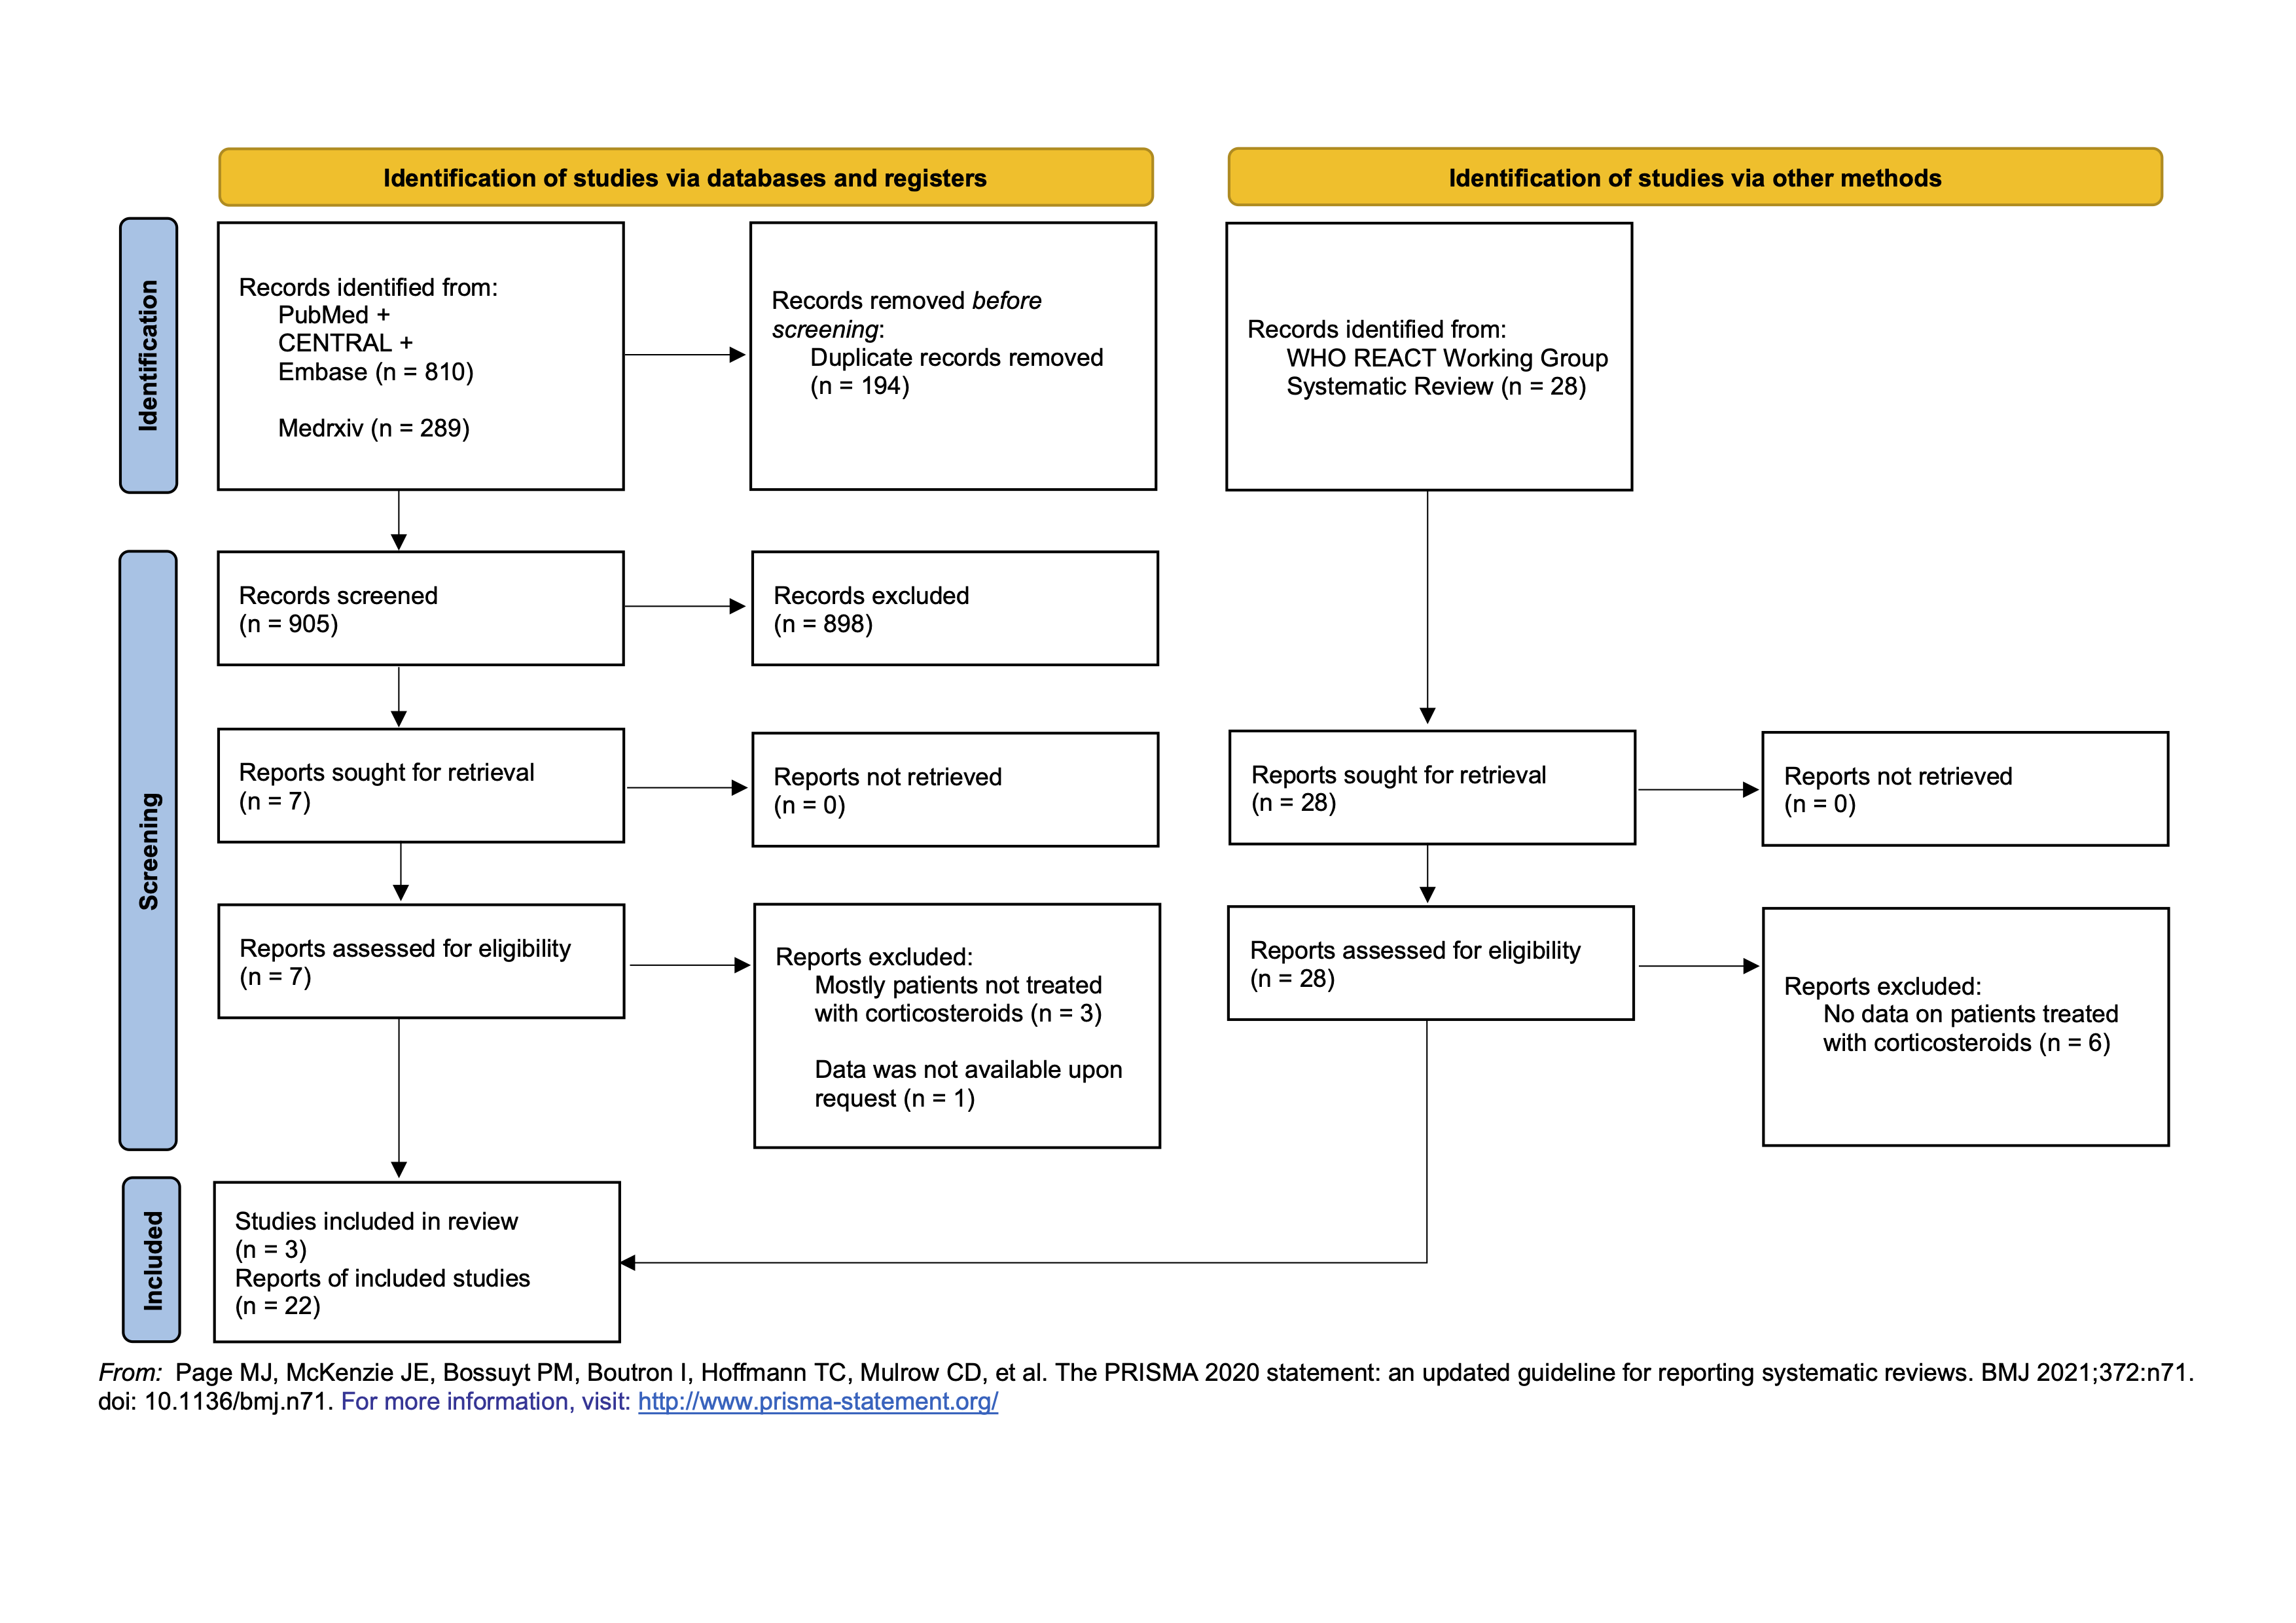 Identification of studies via databases and registers
Identification of studies via other methods
Identification
Records identified from:
PubMed +
CENTRAL +
Embase (n = 810)
Medrxiv (n = 289)
Records removed before
screening:
Duplicate records removed
(n = 194)
Records identified from:
WHO REACT Working Group
Systematic Review (n = 28)
Screening
Records screened
(n = 905)
Records excluded
(n = 898)
Reports sought for retrieval
(n = 7)
Reports not retrieved
(n = 0)
Reports sought for retrieval
(n = 28)
Reports not retrieved
(n = 0)
Reports assessed for eligibility
(n = 7)
Reports excluded:
Mostly patients not treated
with corticosteroids (n = 3)
Data was not available upon
request (n = 1)
Reports assessed for eligibility
(n = 28)
Reports excluded:
No data on patients treated
with corticosteroids (n = 6)
Included
Studies included in review
(n = 3)
Reports of included studies
(n = 22)
From: Page MJ, McKenzie JE, Bossuyt PM, Boutron I, Hoffmann TC, Mulrow CD, et al. The PRISMA 2020 statement: an updated guideline for reporting systematic reviews. BMJ 2021;372:n71.
doi: 10.1136/bmj.n71. For more information, visit: http://www.prisma-statement.org/